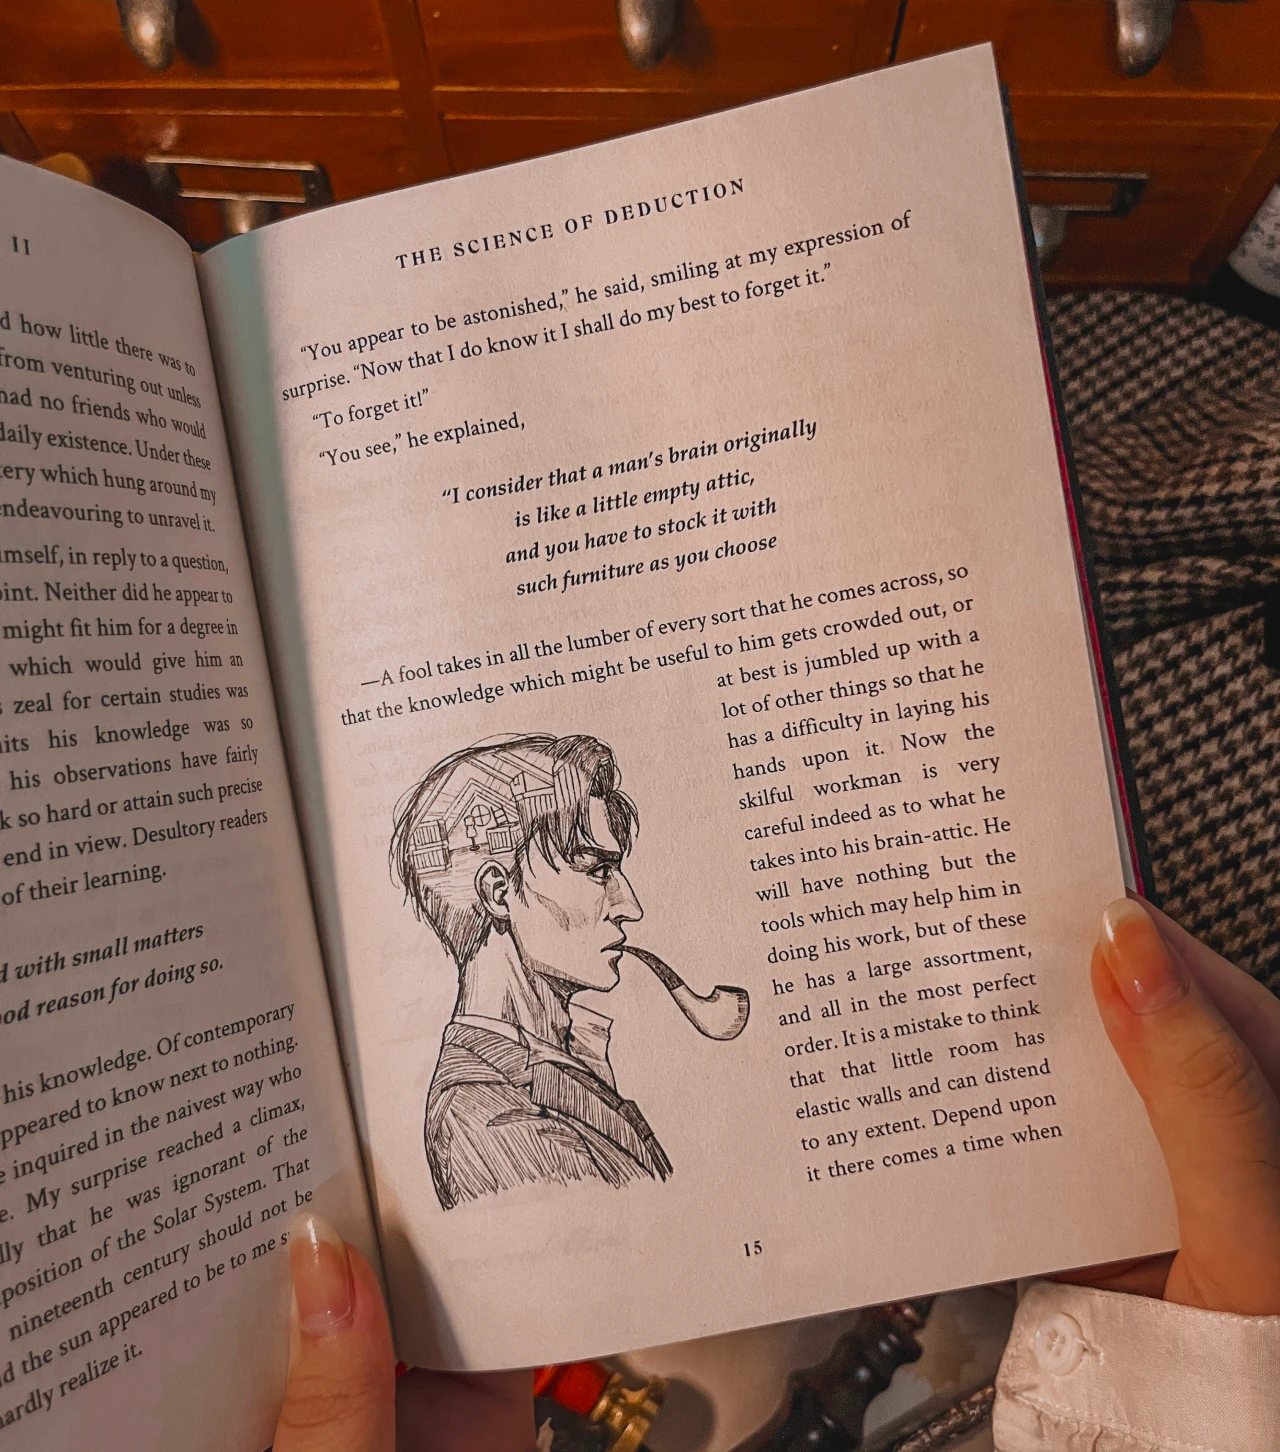 II
d how little there was to
from venturing out unless
had no friends who would
daily existence. Under these
tery which hung around my
endeavouring to unravel it.
imself, in reply to a question,
oint. Neither did he appear to
might fit him for a degree in
which would give him an
s zeal for certain studies was
its his knowledge was so
his observations have fairly
k so hard or attain such precise
end in view. Desultory readers
of their learning.
d with small matters
ood reason for doing so.
his knowledge. Of contemporary
ppeared to know next to nothing.
e inquired in the naivest way who
e. My surprise reached a climax,
lly that he was ignorant of the
position of the Solar System. That
nineteenth century should not be
d the sun appeared to be to me s
hardly realize it.
THE SCIENCE OF DEDUCTION
“You appear to be astonished,” he said, smiling at my expression of
surprise. “Now that I do know it I shall do my best to forget it.”
“To forget it!”
“You see,” he explained,
“I consider that a man’s brain originally
is like a little empty attic,
and you have to stock it with
such furniture as you choose
—A fool takes in all the lumber of every sort that he comes across, so
that the knowledge which might be useful to him gets crowded out, or
at best is jumbled up with a
lot of other things so that he
has a difficulty in laying his
hands upon it. Now the
skilful workman is very
careful indeed as to what he
takes into his brain-attic. He
will have nothing but the
tools which may help him in
doing his work, but of these
he has a large assortment,
and all in the most perfect
order. It is a mistake to think
that that little room has
elastic walls and can distend
to any extent. Depend upon
it there comes a time when
15